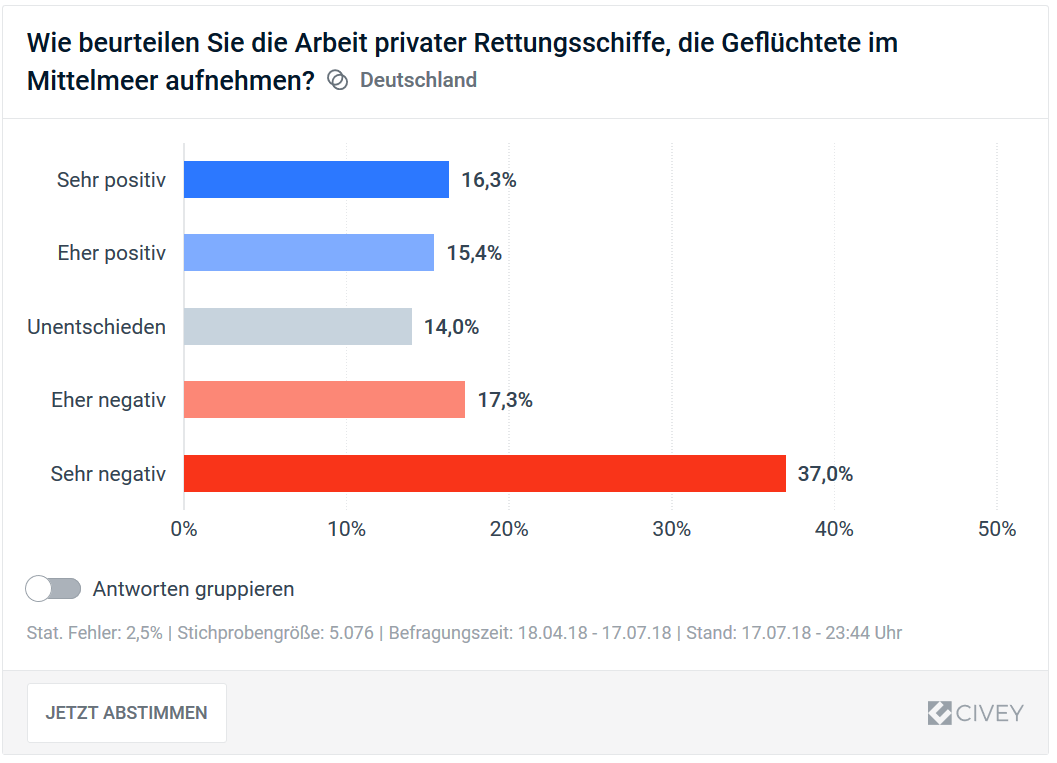 Wie beurteilen Sie die Arbeit privater Rettungsschiffe, die Geflüchtete im
Mittelmeer aufnehmen? Deutschland
Sehr positiv 16,3%
Eher positiv 15,4%
Unentschieden 14,0%
Eher negativ 17,3%
Sehr negativ 37,0%
0% 10% 20% 30% 40% 50%
Antworten gruppieren
Stat. Fehler: 2,5% | Stichprobengröße: 5.076 | Befragungszeit: 18.04.18 - 17.07.18 | Stand: 17.07.18 - 23:44 Uhr
JETZT ABSTIMMEN CIVEY